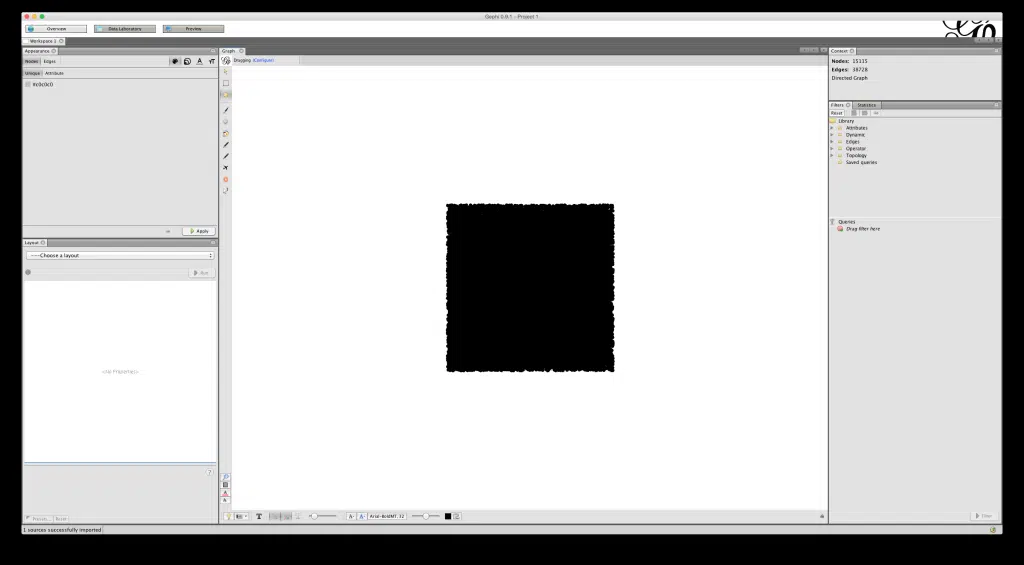 Gephi 0.9.1 - Project 1
Overview
Data Laboratory
Preview
Workspace 1
Appearance
Nodes Edges
Unique Attribute
#c0c0c0
Apply
Layout
---Choose a layout
Run
<No Properties>
Presets... Reset
Graph
Dragging (Configure)
Arial-BoldMT, 32
Context
Nodes: 15135
Edges: 38728
Directed Graph
Filters Statistics
Reset
Library
Attributes
Dynamic
Edges
Operator
Topology
Saved queries
Queries
Drag filter here
Filter
1 sources successfully imported